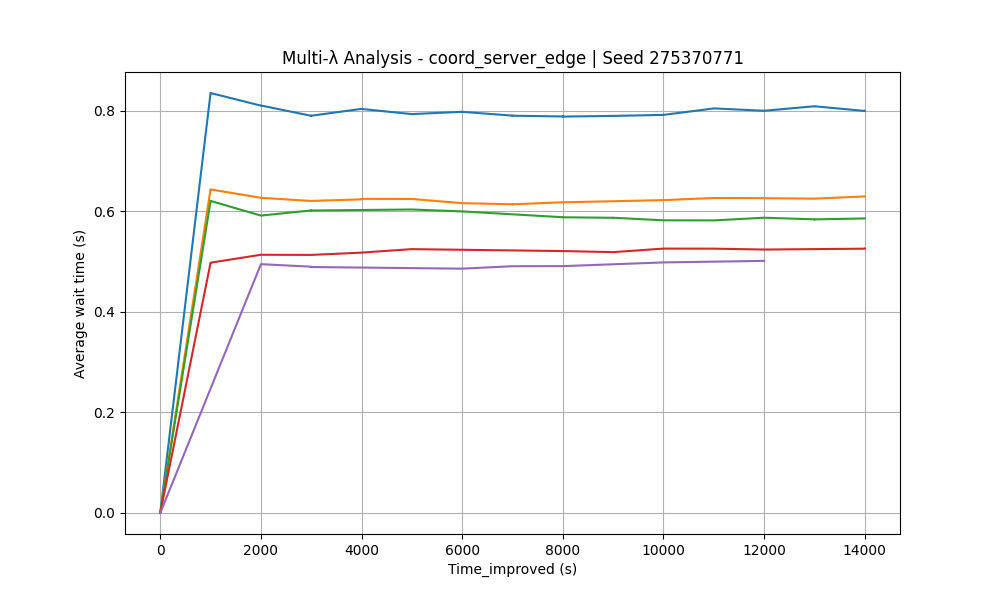 Multi-λ Analysis - coord_server_edge | Seed 275370771
Average wait time (s)
0.8
0.6
0.4
0.2
0.0
0 2000 4000 6000 8000 10000 12000 14000
Time_improved (s)